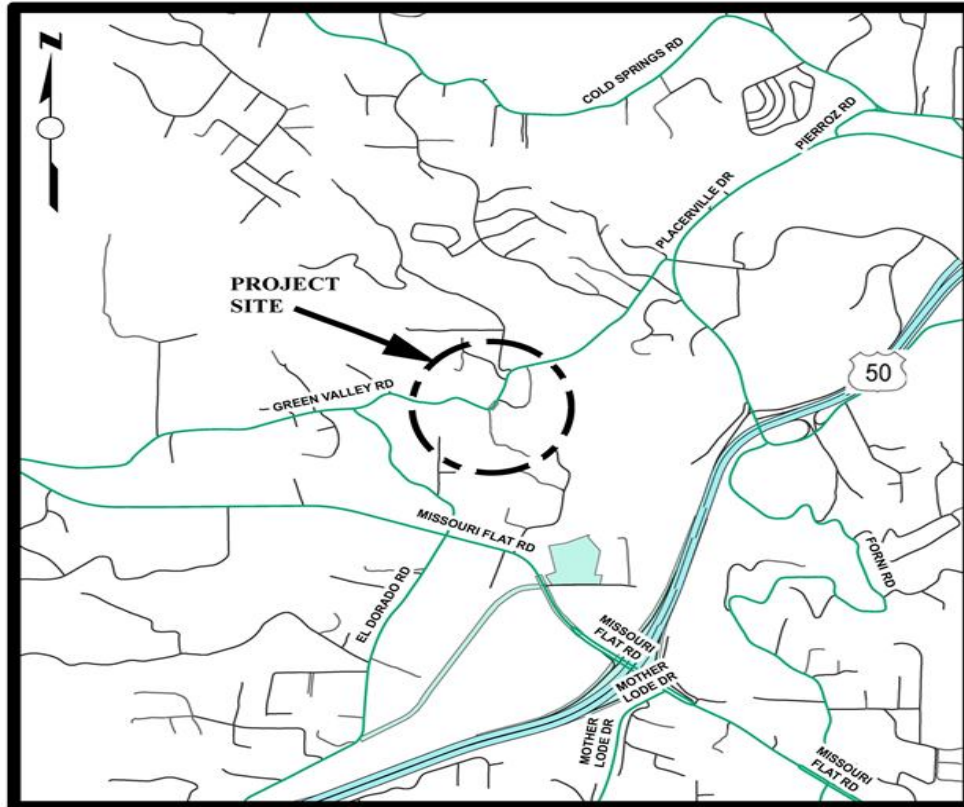 Z
COLD SPRINGS RD
PIERROZ RD
PLACERVILLE DR
PROJECT
SITE
50
GREEN VALLEY RD
MISSOURI FLAT RD
FORNI RD
EL DORADO RD
MISSOURI
FLAT RD
MOTHER
LODE DR
MOTHER
LODE DR
MISSOURI
FLAT RD